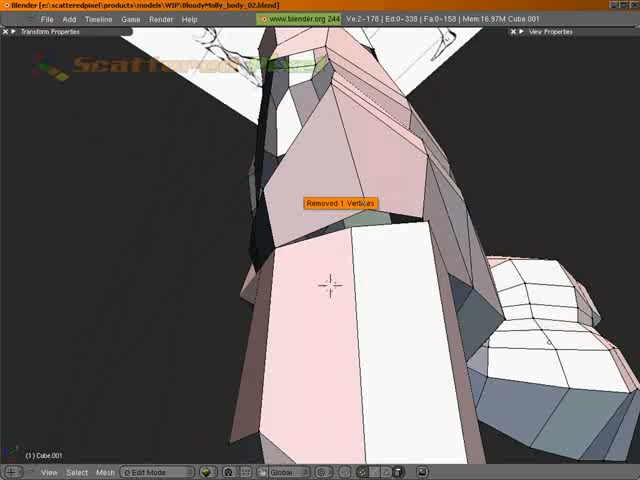 Blender [e:\scatteredpixel\products\models\WIP\BloodyMolly_body_02.blend]
File Add Timeline Game Render Help www.blender.org 244 Ve:2-178 | Ed:0-338 | Fa:0-158 | Mem:16.97M Cube.001
Transform Properties View Properties
Scattered Pixel
Removed 1 Vertices
(1) Cube.001
View Select Mesh Edit Mode Global